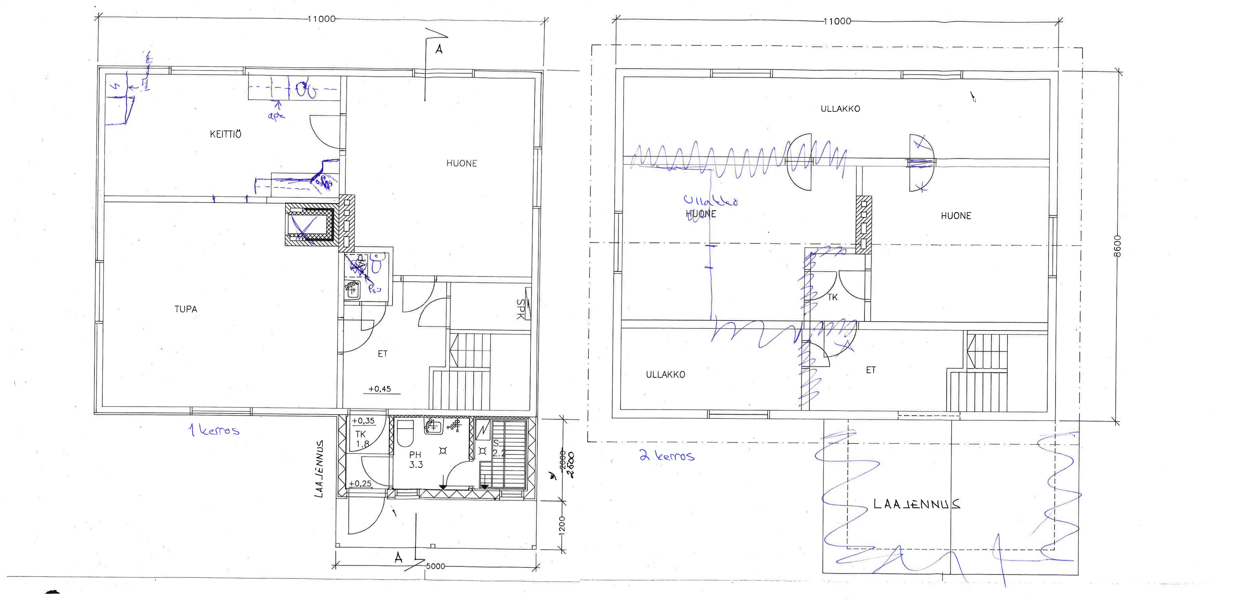 11000
A
KEITTIÖ
apk
HUONE
TUPA
SPK
ET
+0,45
1 kerros
LAAJENNUS
+0,35
TK
1.8
PH
3.3
S
2.2
+0,25
2600
1200
A
5000
11000
ULLAKKO
Ullakko
HUONE
HUONE
8600
TK
ULLAKKO
ET
2 kerros
LAAJENNUS